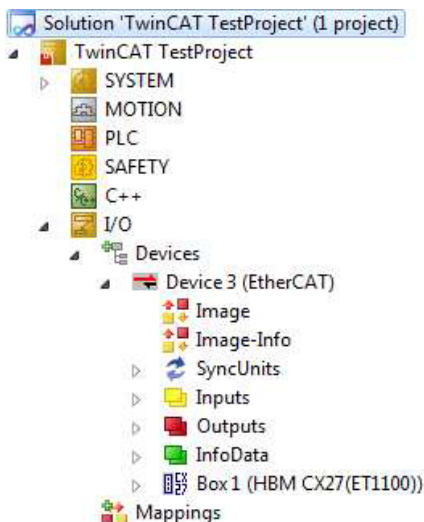 Solution 'TwinCAT TestProject' (1 project)
TwinCAT TestProject
SYSTEM
MOTION
PLC
SAFETY
C++
I/O
Devices
Device 3 (EtherCAT)
Image
Image-Info
SyncUnits
Inputs
Outputs
InfoData
Box 1 (HBM CX27(ET1100))
Mappings